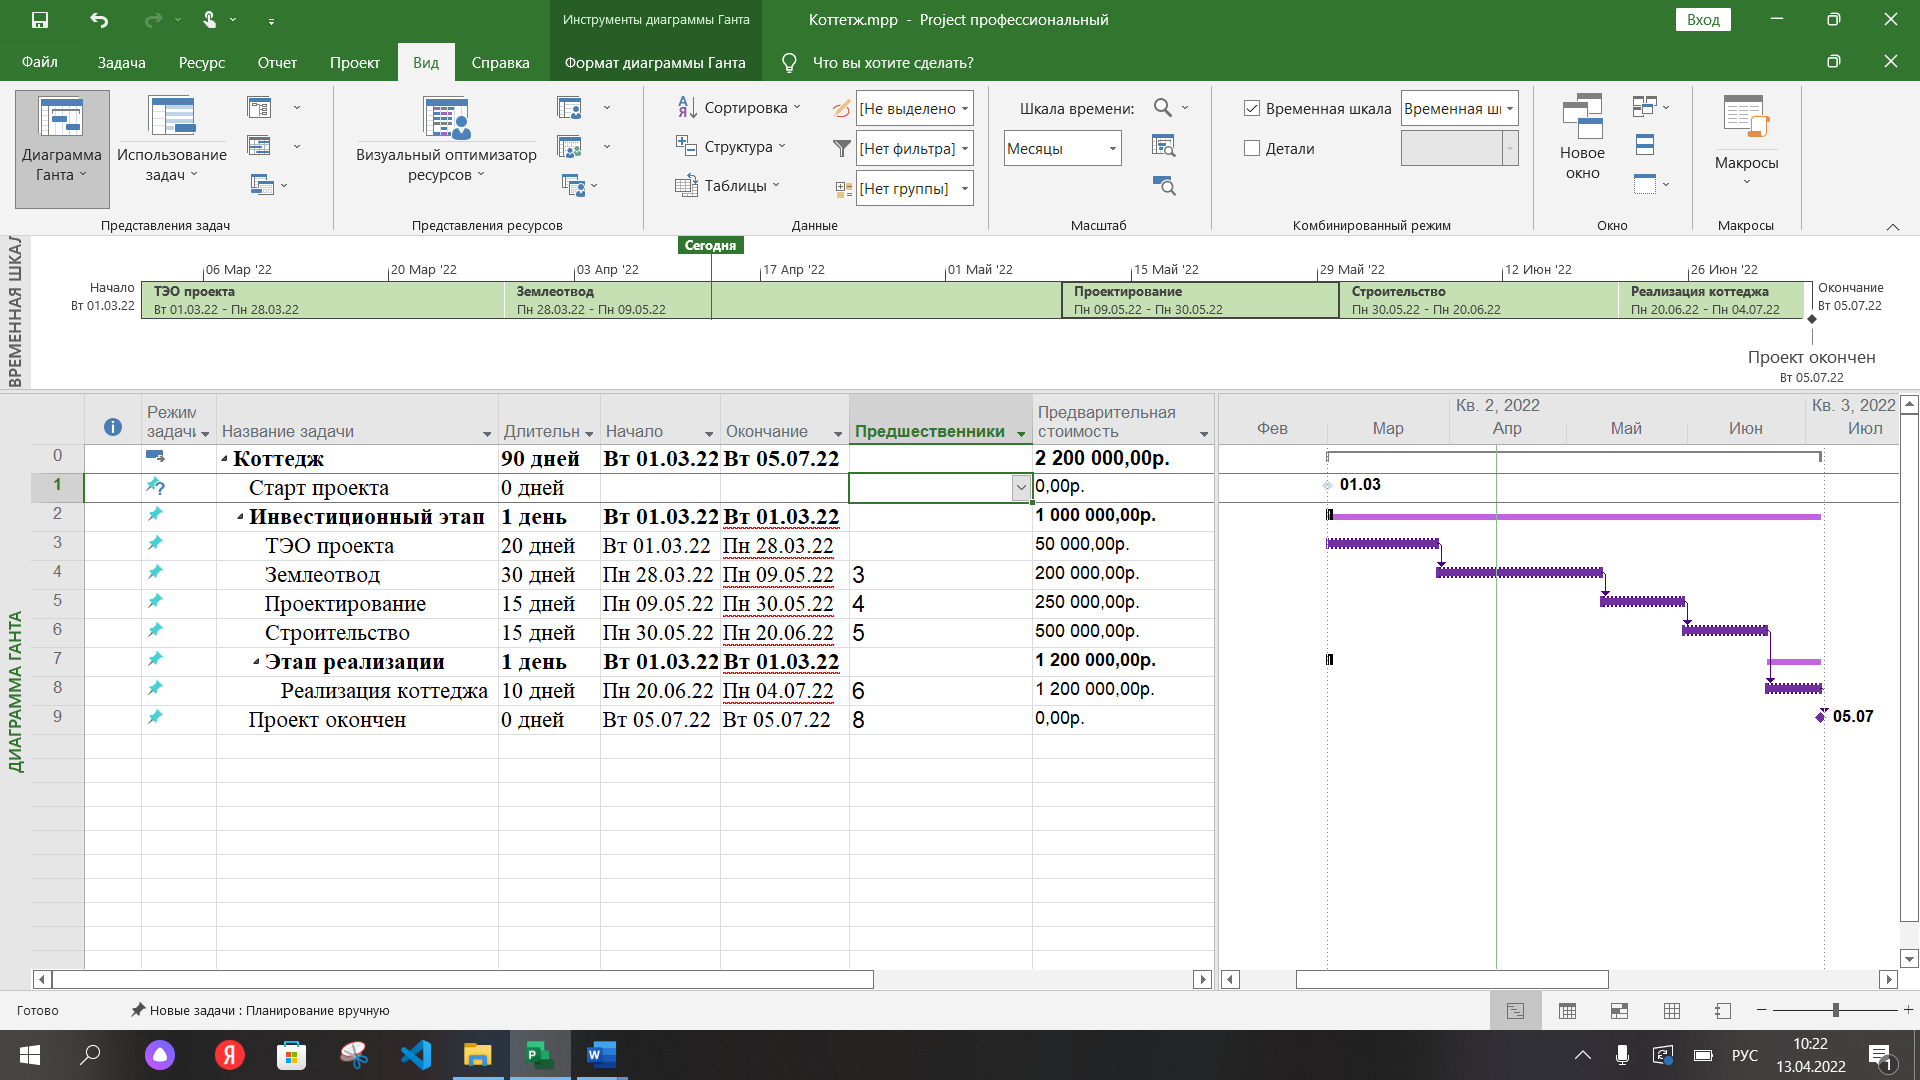 Инструменты диаграммы Ганта
Коттетж.mpp - Project профессиональный
Вход
Файл
Задача
Ресурс
Отчет
Проект
Вид
Справка
Формат диаграммы Ганта
Что вы хотите сделать?
Диаграмма Ганта
Использование задач
Представления задач
Визуальный оптимизатор ресурсов
Представления ресурсов
Сортировка
Структура
Таблицы
[Не выделено
[Нет фильтра]
[Нет группы]
Данные
Шкала времени:
Месяцы
Масштаб
Временная шкала
Временная ш
Детали
Комбинированный режим
Новое окно
Окно
Макросы
Макросы
ВРЕМЕННАЯ ШКАЛ
Сегодня
06 Мар '22
20 Мар '22
03 Апр '22
17 Апр '22
01 Май '22
15 Май '22
29 Май '22
12 Июн '22
26 Июн '22
Начало
Вт 01.03.22
ТЭО проекта
Вт 01.03.22 - Пн 28.03.22
Землеотвод
Пн 28.03.22 - Пн 09.05.22
Проектирование
Пн 09.05.22 - Пн 30.05.22
Строительство
Пн 30.05.22 - Пн 20.06.22
Реализация коттеджа
Пн 20.06.22 - Пн 04.07.22
Окончание
Вт 05.07.22
Проект окончен
Вт 05.07.22
ДИАГРАММА ГАНТА
Режим задачи Название задачи Длительн Начало Окончание Предшественники Предварительная стоимость
0 Коттедж 90 дней Вт 01.03.22 Вт 05.07.22 2 200 000,00р.
1 Старт проекта 0 дней 0,00р.
2 Инвестиционный этап 1 день Вт 01.03.22 Вт 01.03.22 1 000 000,00р.
3 ТЭО проекта 20 дней Вт 01.03.22 Пн 28.03.22 50 000,00р.
4 Землеотвод 30 дней Пн 28.03.22 Пн 09.05.22 3 200 000,00р.
5 Проектирование 15 дней Пн 09.05.22 Пн 30.05.22 4 250 000,00р.
6 Строительство 15 дней Пн 30.05.22 Пн 20.06.22 5 500 000,00р.
7 Этап реализации 1 день Вт 01.03.22 Вт 01.03.22 1 200 000,00р.
8 Реализация коттеджа 10 дней Пн 20.06.22 Пн 04.07.22 6 1 200 000,00р.
9 Проект окончен 0 дней Вт 05.07.22 Вт 05.07.22 8 0,00р.
Кв. 2, 2022
Кв. 3, 2022
Фев
Мар
Апр
Май
Июн
Июл
01.03
05.07
Готово
Новые задачи : Планирование вручную
РУС
10:22
13.04.2022
1